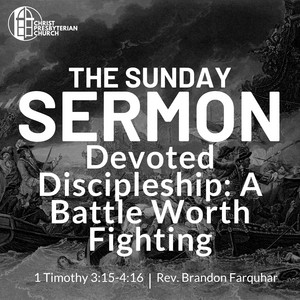 CHRIST
PRESBYTERIAN
CHURCH
THE SUNDAY
SERMON
Devoted
Discipleship: A
Battle Worth
Fighting
1 Timothy 3:15-4:16 | Rev. Brandon Farquhar